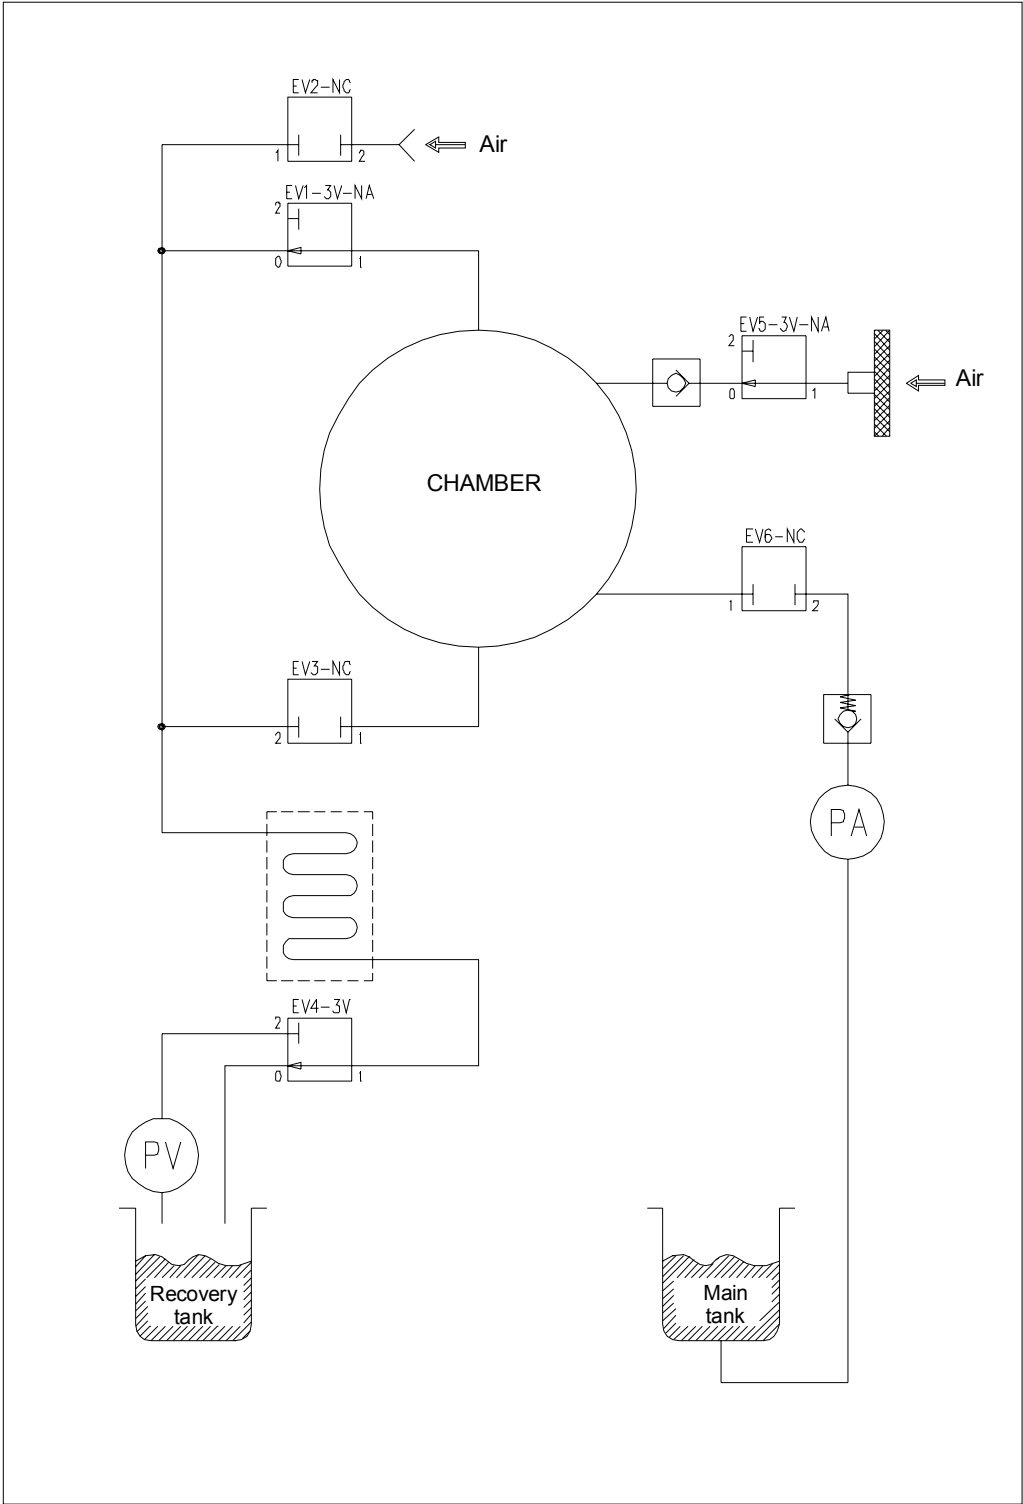 EV2-NC
1
2
Air
EV1-3V-NA
2
0
1
EV5-3V-NA
2
0
1
Air
CHAMBER
EV6-NC
1
2
EV3-NC
2
1
PA
EV4-3V
2
0
1
PV
Recovery
tank
Main
tank